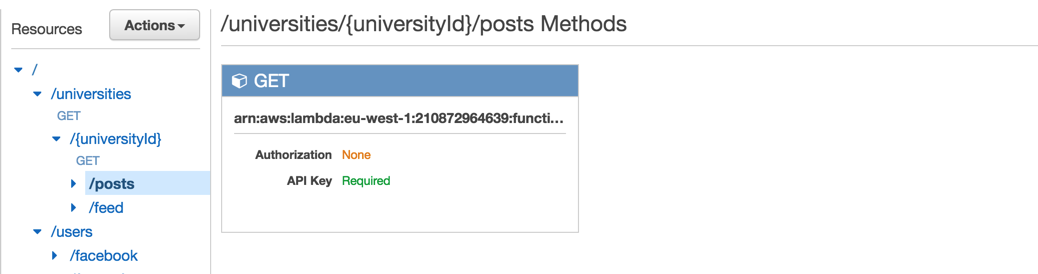 Resources
Actions
/universities/{universityId}/posts Methods
/
/universities
GET
/{universityId}
GET
/posts
/feed
/users
/facebook
GET
arn:aws:lambda:eu-west-1:210872964639:functi...
Authorization None
API Key Required